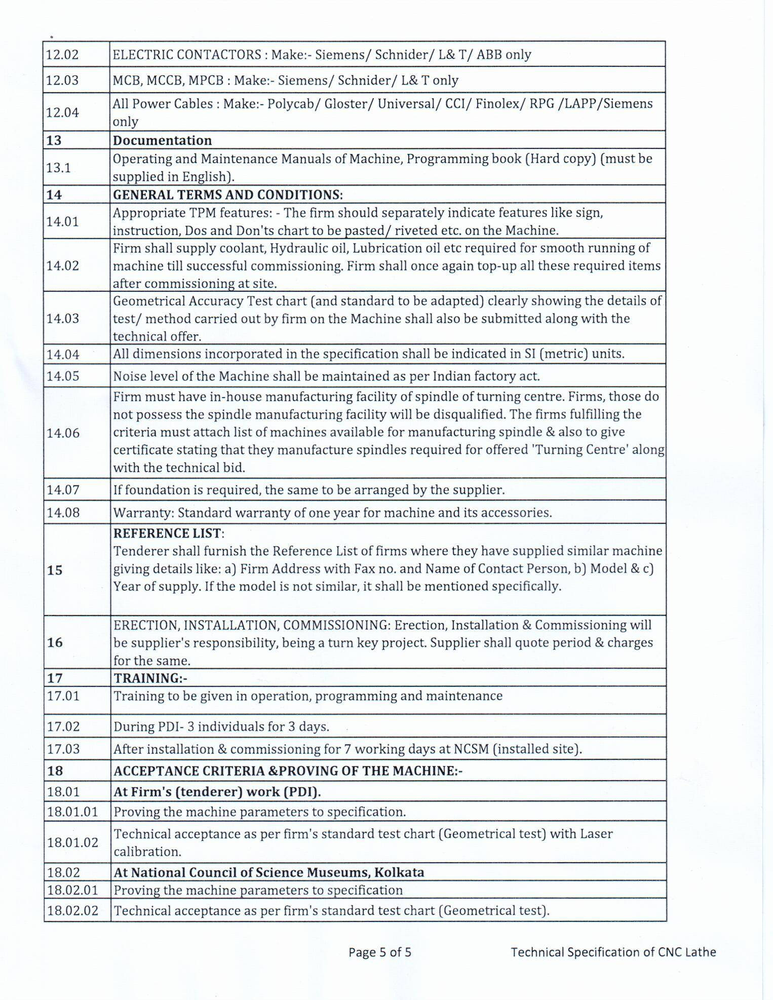 12.02 ELECTRIC CONTACTORS : Make:- Siemens/ Schnider/ L& T/ ABB only
12.03 MCB, MCCB, MPCB : Make:- Siemens/ Schnider/ L& T only
12.04 All Power Cables : Make:- Polycab/ Gloster/ Universal/ CCI/ Finolex/ RPG /LAPP/Siemens
only
13 Documentation
13.1 Operating and Maintenance Manuals of Machine, Programming book (Hard copy) (must be
supplied in English).
14 GENERAL TERMS AND CONDITIONS:
14.01 Appropriate TPM features: - The firm should separately indicate features like sign,
instruction, Dos and Don'ts chart to be pasted/ riveted etc. on the Machine.
14.02 Firm shall supply coolant, Hydraulic oil, Lubrication oil etc required for smooth running of
machine till successful commissioning. Firm shall once again top-up all these required items
after commissioning at site.
14.03 Geometrical Accuracy Test chart (and standard to be adapted) clearly showing the details of
test/ method carried out by firm on the Machine shall also be submitted along with the
technical offer.
14.04 All dimensions incorporated in the specification shall be indicated in SI (metric) units.
14.05 Noise level of the Machine shall be maintained as per Indian factory act.
14.06 Firm must have in-house manufacturing facility of spindle of turning centre. Firms, those do
not possess the spindle manufacturing facility will be disqualified. The firms fulfilling the
criteria must attach list of machines available for manufacturing spindle & also to give
certificate stating that they manufacture spindles required for offered 'Turning Centre' along
with the technical bid.
14.07 If foundation is required, the same to be arranged by the supplier.
14.08 Warranty: Standard warranty of one year for machine and its accessories.
15 REFERENCE LIST:
Tenderer shall furnish the Reference List of firms where they have supplied similar machine
giving details like: a) Firm Address with Fax no. and Name of Contact Person, b) Model & c)
Year of supply. If the model is not similar, it shall be mentioned specifically.
16 ERECTION, INSTALLATION, COMMISSIONING: Erection, Installation & Commissioning will
be supplier's responsibility, being a turn key project. Supplier shall quote period & charges
for the same.
17 TRAINING:-
17.01 Training to be given in operation, programming and maintenance
17.02 During PDI- 3 individuals for 3 days.
17.03 After installation & commissioning for 7 working days at NCSM (installed site).
18 ACCEPTANCE CRITERIA &PROVING OF THE MACHINE:-
18.01 At Firm's (tenderer) work (PDI).
18.01.01 Proving the machine parameters to specification.
18.01.02 Technical acceptance as per firm's standard test chart (Geometrical test) with Laser
calibration.
18.02 At National Council of Science Museums, Kolkata
18.02.01 Proving the machine parameters to specification
18.02.02 Technical acceptance as per firm's standard test chart (Geometrical test).
Page 5 of 5 Technical Specification of CNC Lathe